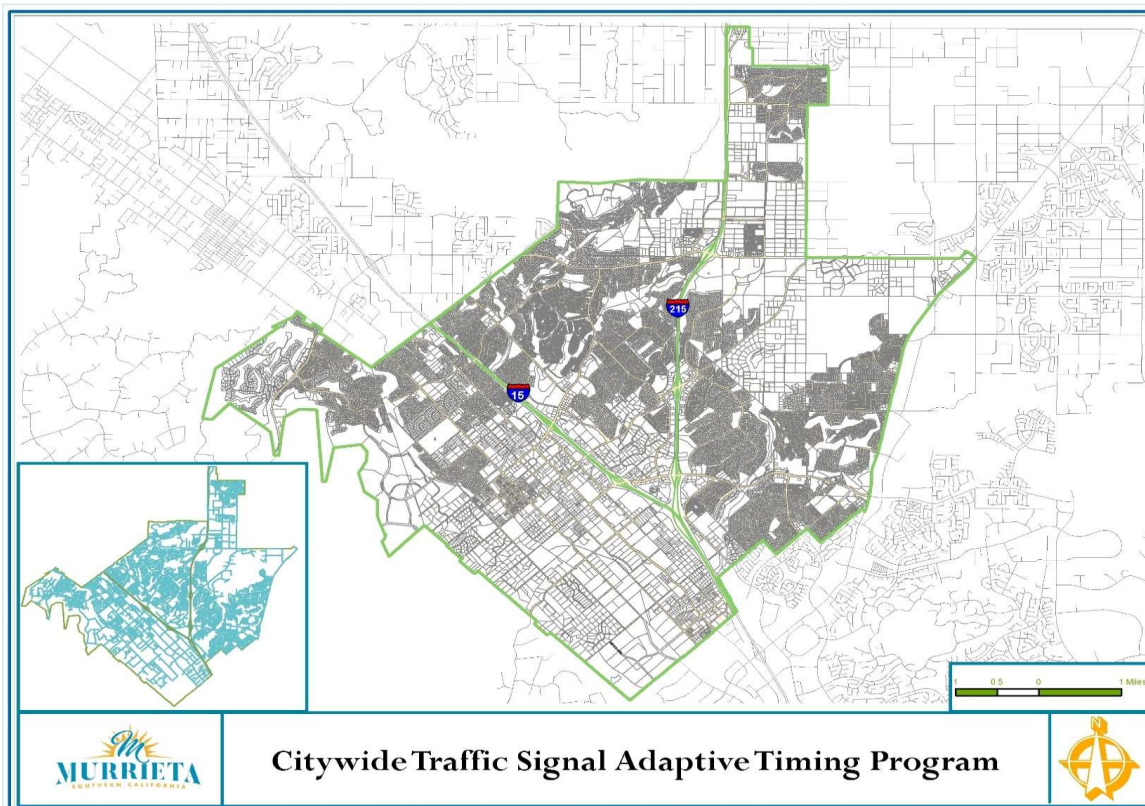 215
15
1 0.5 0 1 Miles
MURRIETA
SOUTHERN CALIFORNIA
Citywide Traffic Signal Adaptive Timing Program
N